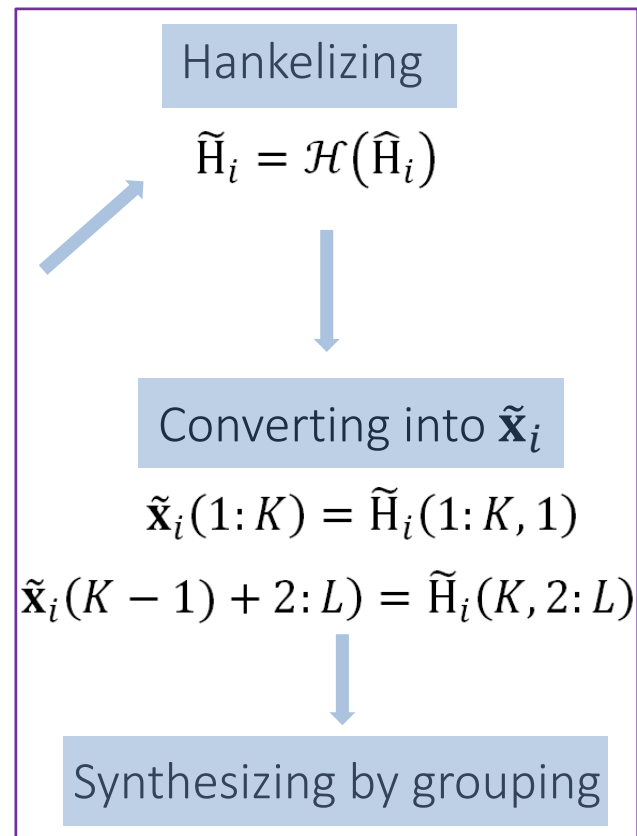 Hankelizing
H̃ᵢ = ℋ(Ĥᵢ)
Converting into x̃ᵢ
x̃ᵢ(1: K) = H̃ᵢ(1: K, 1)
x̃ᵢ(K − 1) + 2: L) = H̃ᵢ(K, 2: L)
Synthesizing by grouping